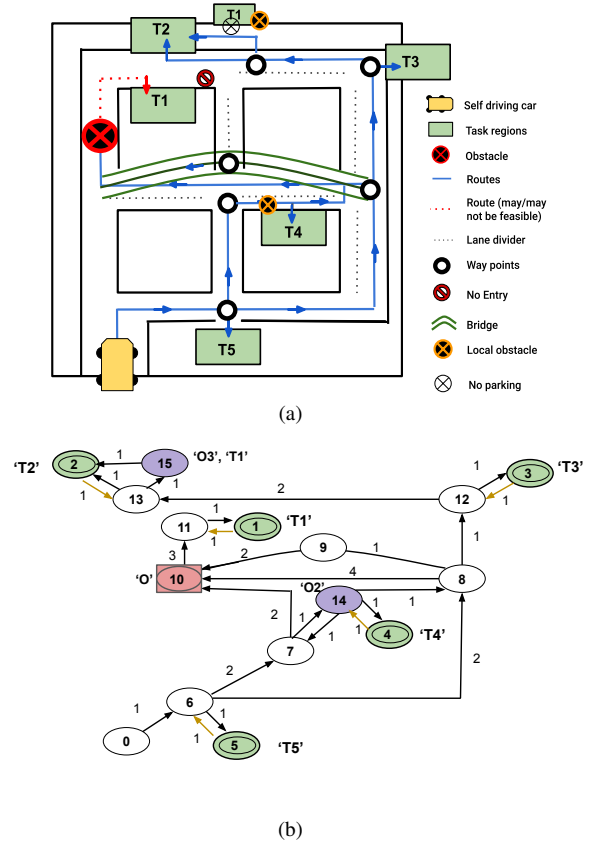 T1
T2
T3
T1
T4
T5
Self driving car
Task regions
Obstacle
Routes
Route (may/may
not be feasible)
Lane divider
Way points
No Entry
Bridge
Local obstacle
No parking
(a)
'T2' 2 1 15 'O3', 'T1'
1 1 1
13 2 12 1 3 'T3'
1
11 1 1 'T1'
1
3 2 9 1 1
'O' 10 4 8
'O2' 14 1 1
2 1 1 1 4 'T4'
7
2 2
6
1 1
0 1 5 'T5'
(b)